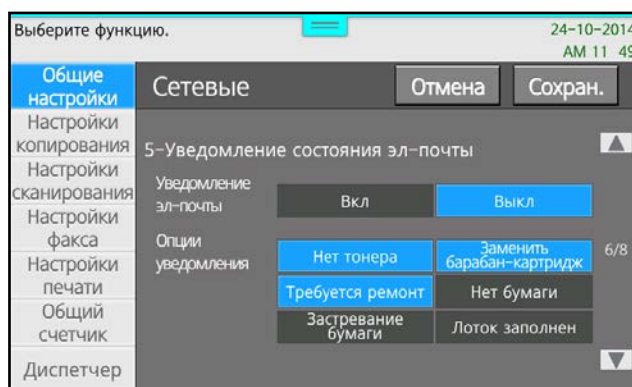 Выберите функцию.
24-10-2014
AM 11 49
Общие
настройки
Сетевые
Отмена
Сохран.
Настройки
копирования
Настройки
сканирования
Настройки
факса
Настройки
печати
Общий
счетчик
Диспетчер
5-Уведомление состояния эл-почты
Уведомление
эл-почты
Вкл
Выкл
Опции
уведомления
Нет тонера
Заменить
барабан-картридж
6/8
Требуется ремонт
Нет бумаги
Застревание
бумаги
Лоток заполнен